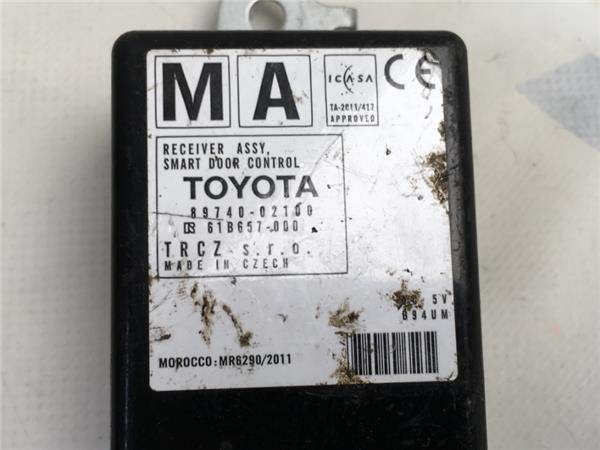 MA
ICASA
TA-2011/417
APPROVED
CE
RECEIVER ASSY,
SMART DOOR CONTROL
TOYOTA
89740-02100
61B657-000
TRCZ s.r.o.
MADE IN CZECH
5V
B94UM
MOROCCO:MR6290/2011